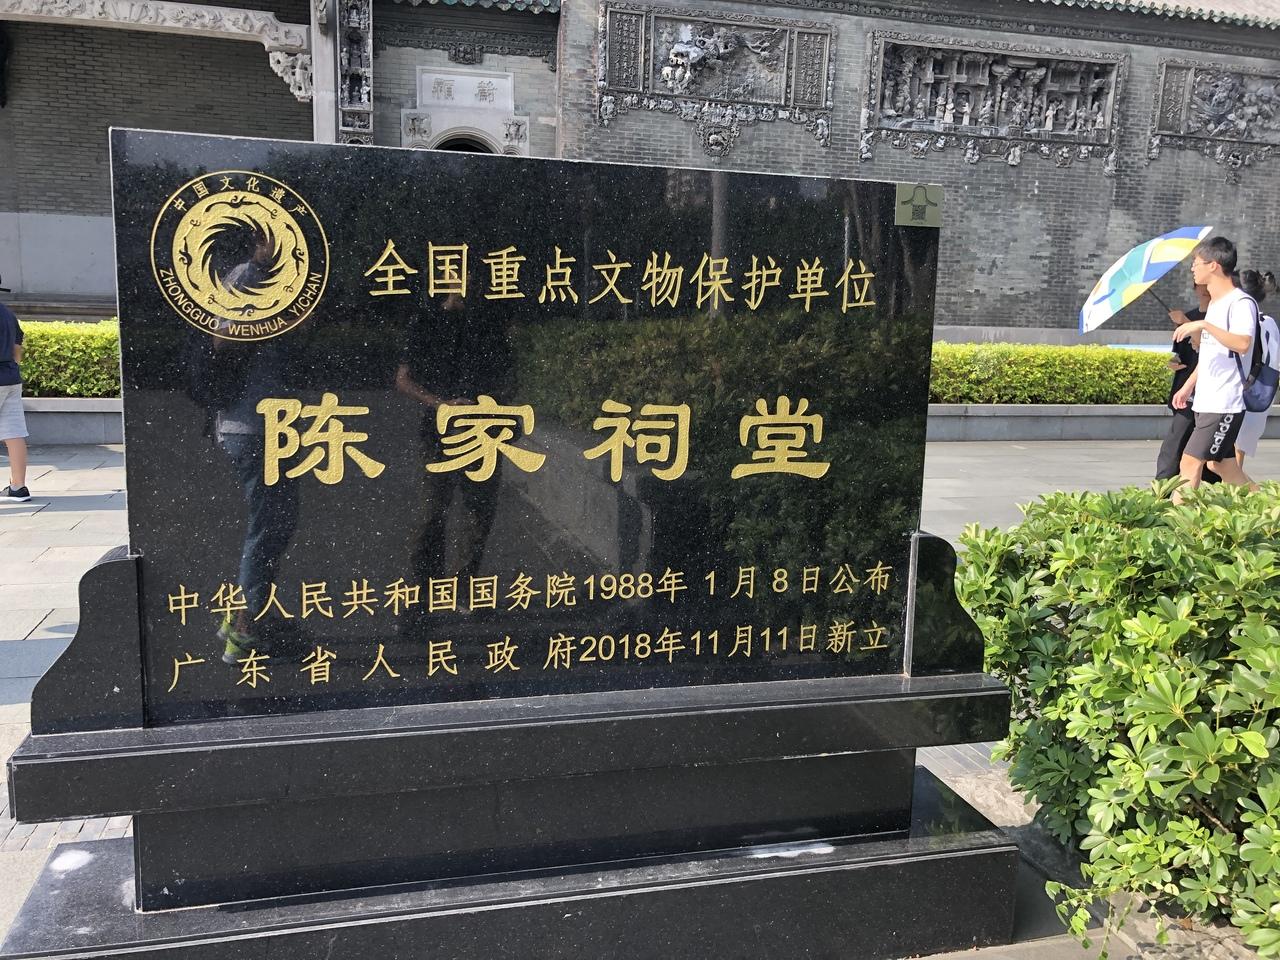 靜頤
中国文化遗产
ZHONGGUO WENHUA YICHAN
全国重点文物保护单位
陈家祠堂
中华人民共和国国务院1988年1月8日公布
广东省人民政府2018年11月11日新立
adidas